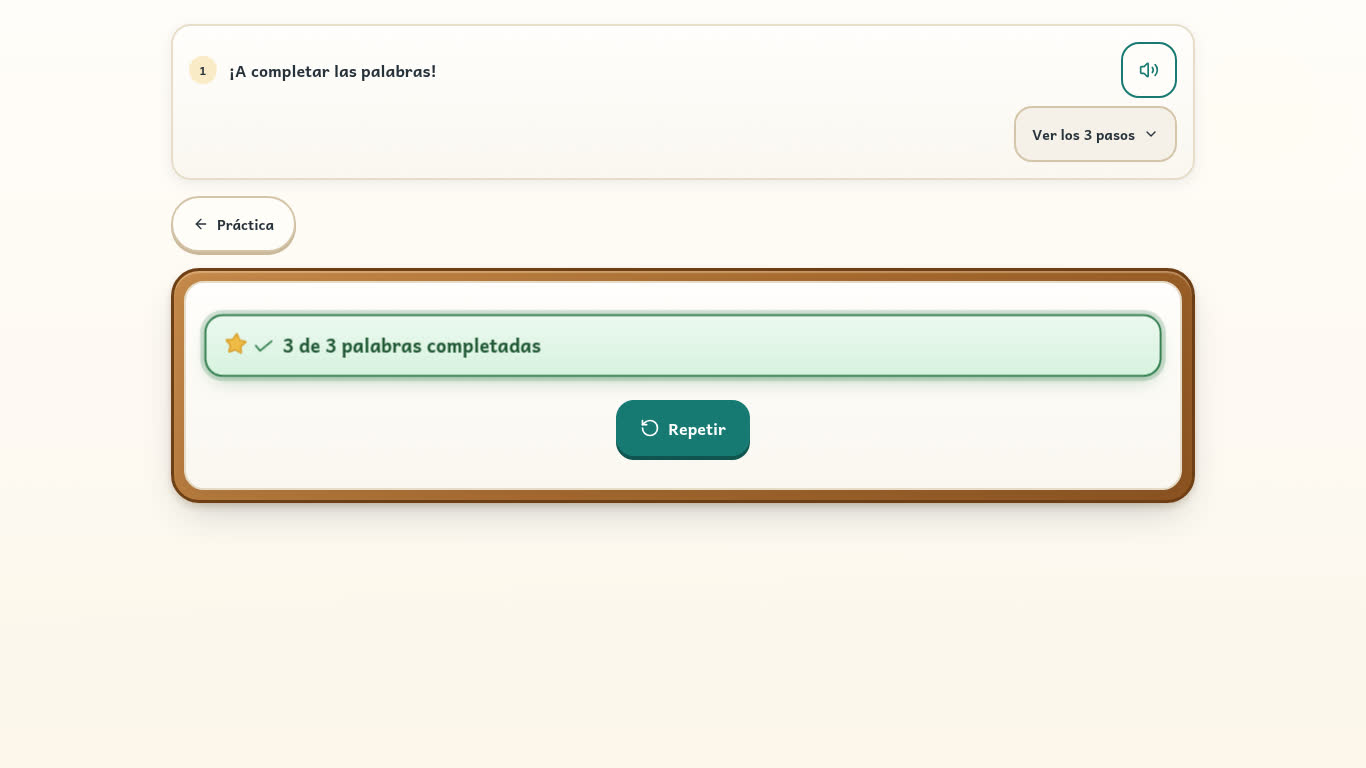 1
¡A completar las palabras!
Ver los 3 pasos
Práctica
3 de 3 palabras completadas
Repetir